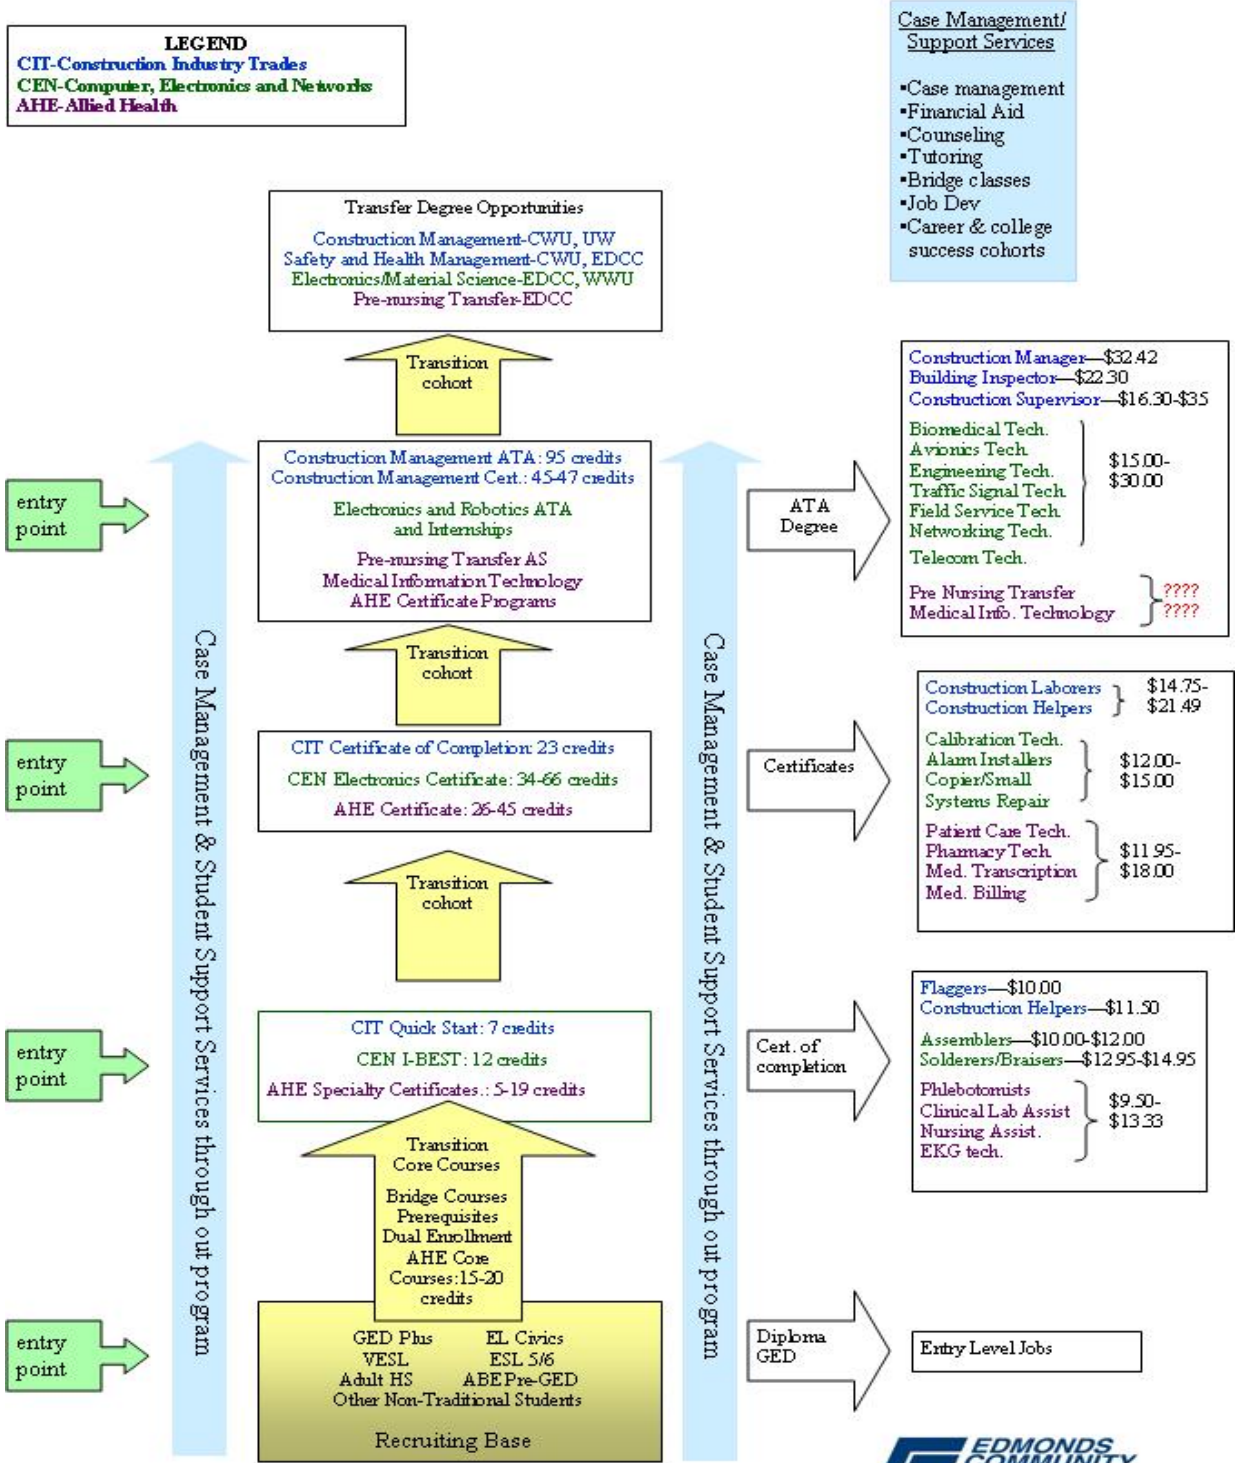 LEGEND
CIT-Construction Industry Trades
CEN-Computer, Electronics and Networks
AHE-Allied Health
Case Management/
Support Services
▪Case management
▪Financial Aid
▪Counseling
▪Tutoring
▪Bridge classes
▪Job Dev
▪Career & college
success cohorts
Transfer Degree Opportunities
Construction Management-CWU, UW
Safety and Health Management-CWU, EDCC
Electronics/Material Science-EDCC, WWU
Pre-nursing Transfer-EDCC
Transition
cohort
entry
point
Construction Management ATA: 95 credits
Construction Management Cert.: 45-47 credits
Electronics and Robotics ATA
and Internships
Pre-nursing Transfer AS
Medical Information Technology
AHE Certificate Programs
ATA
Degree
Construction Manager—$32.42
Building Inspector—$22.30
Construction Supervisor—$16.30-$35
Biomedical Tech.
Avionics Tech.
Engineering Tech.
Traffic Signal Tech.
Field Service Tech.
Networking Tech.
$15.00-
$30.00
Telecom Tech.
Pre Nursing Transfer
Medical Info. Technology
????
????
Transition
cohort
Case Management & Student Support Services through out program
Case Management & Student Support Services through out program
entry
point
CIT Certificate of Completion: 23 credits
CEN Electronics Certificate: 34-66 credits
AHE Certificate: 26-45 credits
Certificates
Construction Laborers
Construction Helpers
$14.75-
$21.49
Calibration Tech.
Alarm Installers
Copier/Small
Systems Repair
$12.00-
$15.00
Patient Care Tech.
Pharmacy Tech.
Med. Transcription
Med. Billing
$11.95-
$18.00
Transition
cohort
entry
point
CIT Quick Start: 7 credits
CEN I-BEST: 12 credits
AHE Specialty Certificates.: 5-19 credits
Cert. of
completion
Flaggers—$10.00
Construction Helpers—$11.50
Assemblers—$10.00-$12.00
Solderers/Braisers—$12.95-$14.95
Phlebotomists
Clinical Lab Assist
Nursing Assist.
EKG tech.
$9.50-
$13.33
Transition
Core Courses
Bridge Courses
Prerequisites
Dual Enrollment
AHE Core
Courses:15-20
credits
entry
point
GED Plus EL Civics
VESL ESL 5/6
Adult HS ABE Pre-GED
Other Non-Traditional Students
Recruiting Base
Diploma
GED
Entry Level Jobs
EDMONDS
COMMUNITY